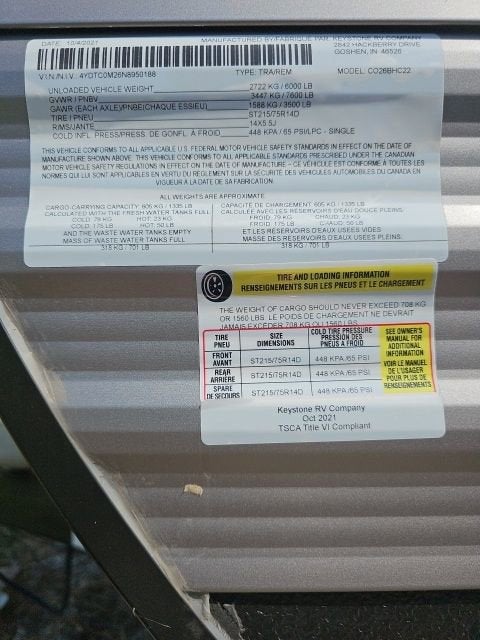 DATE: 10/4/2021 MANUFACTURED BY/FABRIQUE PAR: KEYSTONE RV COMPANY
2642 HACKBERRY DRIVE
GOSHEN, IN 46526
V.I.N./N.I.V.: 4YDTC0M26N8950188 TYPE: TRA/REM MODEL: CO26BHC22
UNLOADED VEHICLE WEIGHT 2722 KG / 6000 LB
GVWR / PNBV 3447 KG / 7600 LB
GAWR (EACH AXLE)/PNBE(CHAQUE ESSIEU) 1588 KG / 3500 LB
TIRE / PNEU ST215/75R14D
RIMS/JANTE 14X5.5J
COLD INFL. PRESS/PRESS. DE GONFL A FROID 448 KPA / 65 PSI/LPC - SINGLE
THIS VEHICLE CONFORMS TO ALL APPLICABLE U.S. FEDERAL MOTOR VEHICLE SAFETY STANDARDS IN EFFECT ON THE DATE OF
MANUFACTURE SHOWN ABOVE. THIS VEHICLE CONFORMS TO ALL APPLICABLE STANDARDS PRESCRIBED UNDER THE CANADIAN
MOTOR VEHICLE SAFETY REGULATIONS IN EFFECT ON THE DATE OF MANUFACTURE - CE VÉHICULE EST CONFORME A TOUTES LES
NORMES QUI LUI SONT APPLICABLES EN VERTU DU RÈGLEMENT SUR LA SÉCURITÉ DES VÉHICULES AUTOMOBILES DU CANADA EN
VIGUEUR À LA DATE DE SA FABRICATION.
ALL WEIGHTS ARE APPROXIMATE
CARGO CARRYING CAPACITY: 605 KG / 1335 LB
CALCULATED WITH THE FRESH WATER TANKS FULL
COLD: 79 KG HOT: 23 KG
COLD: 175 LB HOT: 50 LB
AND THE WASTE WATER TANKS EMPTY
MASS OF WATER TANKS FULL
318 KG / 701 LB
CAPACITE DE CHARGEMENT: 605 KG / 1335 LB
CALCULÉE AVEC LES RÉSERVOIRS D'EAU DOUCE PLEINS.
FROID: 79 KG CHAUD: 23 KG
FROID: 175 LB CHAUD: 50 LB
ET LES RÉSERVOIRS D'EAUX USÉES VIDES
MASSE DES RÉSERVOIRS D'EAUX PLEINS:
318 KG / 701 LB
TIRE AND LOADING INFORMATION
RENSEIGNEMENTS SUR LES PNEUS ET LE CHARGEMENT
THE WEIGHT OF CARGO SHOULD NEVER EXCEED 708 KG
OR 1560 LBS. LE POIDS DE CHARGEMENT NE DEVRAIT
JAMAIS EXCEDER 708 KG OU 1560 LBS
TIRE
PNEU
SIZE
DIMENSIONS
COLD TIRE PRESSURE
PRESSION DES
PNEUS A FROID
FRONT
AVANT
ST215/75R14D 448 KPA /65 PSI
REAR
ARRIÈRE
ST215/75R14D 448 KPA /65 PSI
SPARE
DE SECOURS
ST215/75R14D 448 KPA /65 PSI
SEE OWNER'S
MANUAL FOR
ADDITIONAL
INFORMATION
VOIR LE MANUEL
DE L'USAGER
POUR PLUS DE
RENSEIGNEMENTS
Keystone RV Company
Oct 2021
TSCA Title VI Compliant